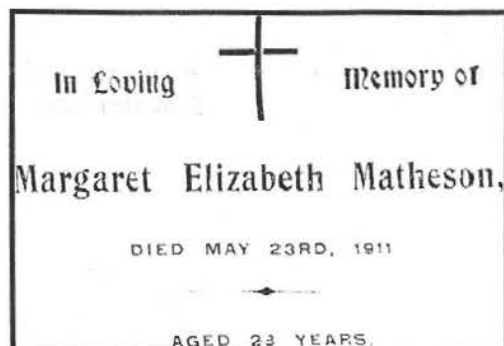 In Loving Memory of
Margaret Elizabeth Matheson,
DIED MAY 23RD, 1911
AGED 23 YEARS.